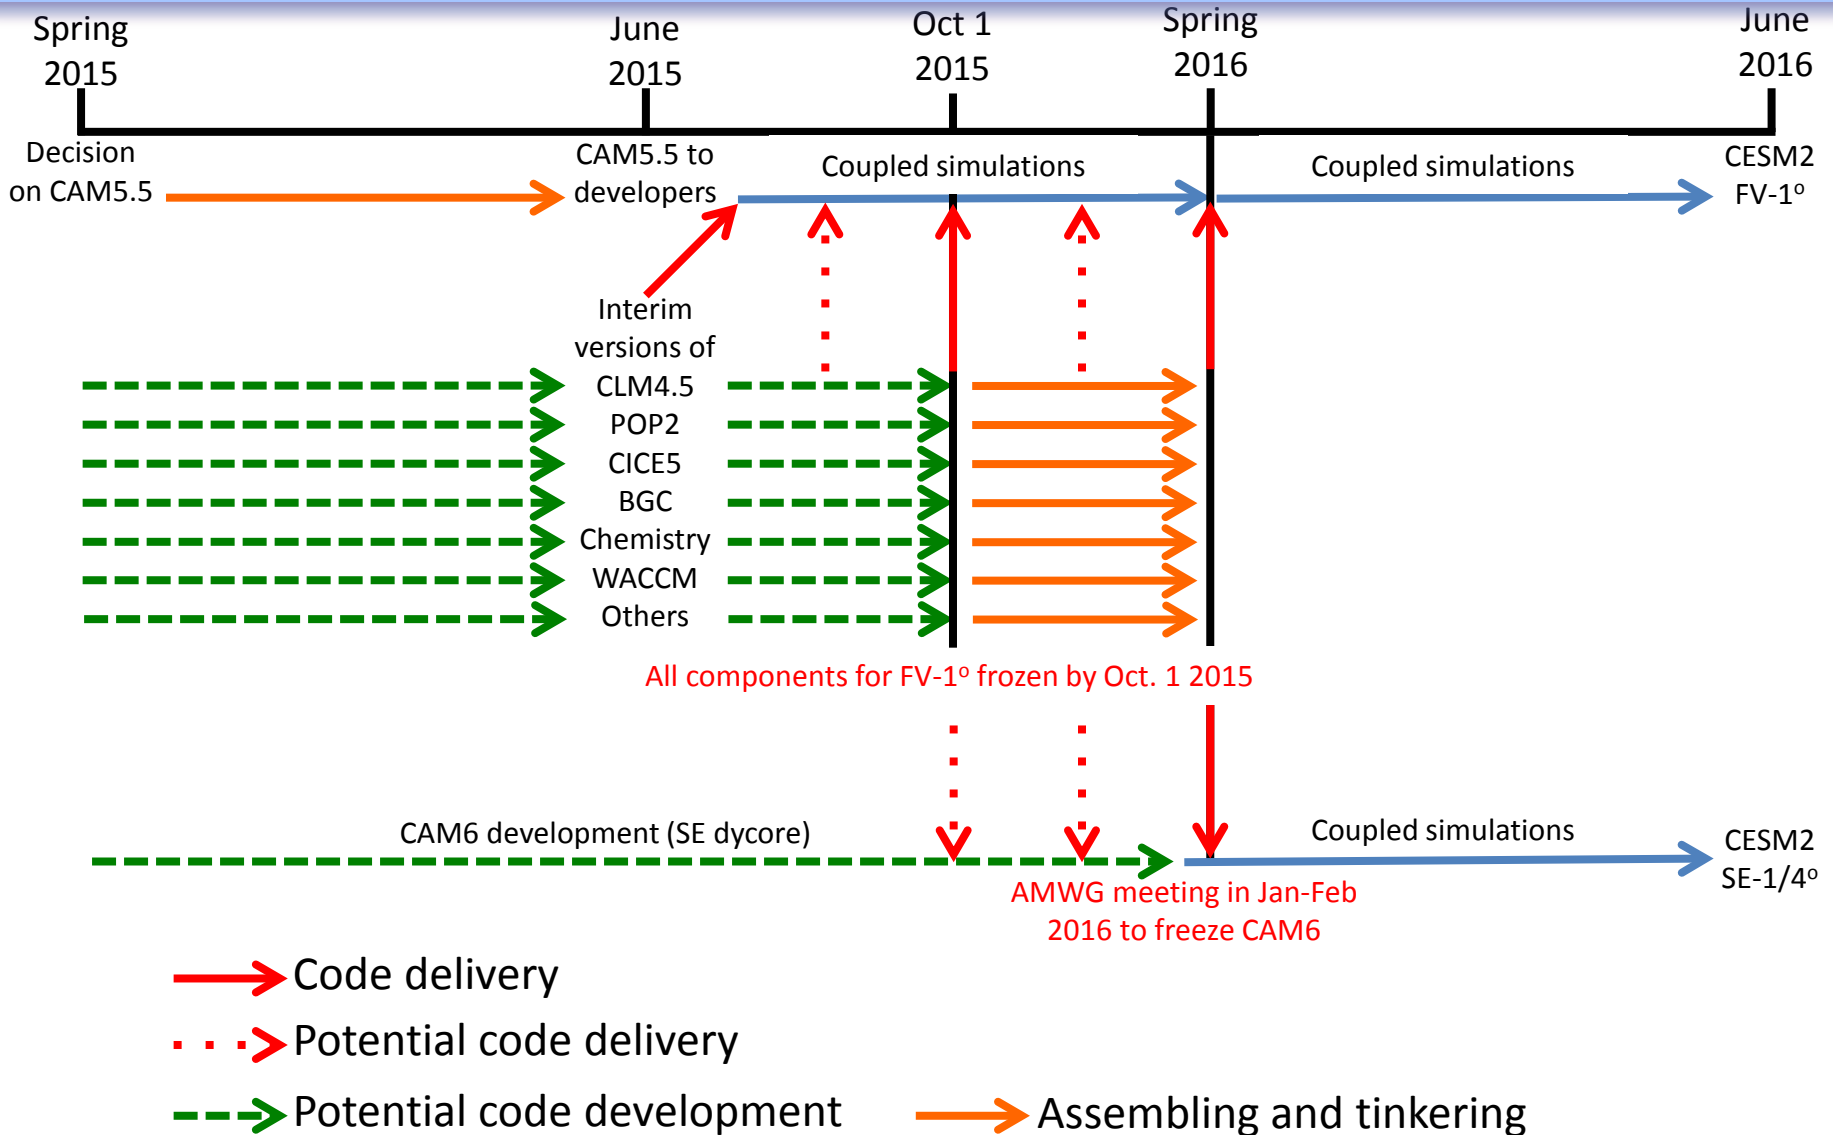 Spring
2015
June
2015
Oct 1
2015
Spring
2016
June
2016
Decision
on CAM5.5
CAM5.5 to
developers
Coupled simulations
Coupled simulations
CESM2
FV-1º
Interim
versions of
CLM4.5
POP2
CICE5
BGC
Chemistry
WACCM
Others
All components for FV-1º frozen by Oct. 1 2015
CAM6 development (SE dycore)
Coupled simulations
CESM2
SE-1/4º
AMWG meeting in Jan-Feb
2016 to freeze CAM6
Code delivery
Potential code delivery
Potential code development
Assembling and tinkering